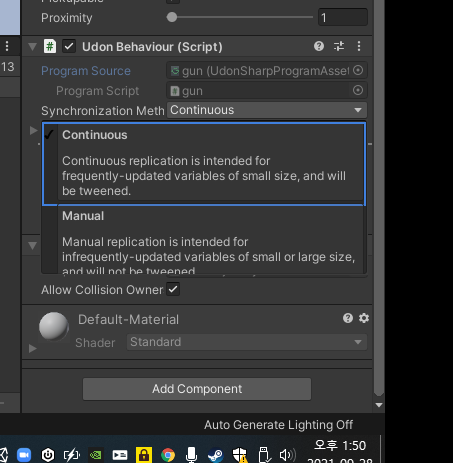 Proximity
1
13
Udon Behaviour (Script)
Program Source
gun (UdonSharpProgramAsset
Program Script
gun
Synchronization Meth
Continuous
Continuous
Continuous replication is intended for
frequently-updated variables of small size, and will
be tweened.
Manual
Manual replication is intended for
infrequently-updated variables of small or large size,
and will not be tweened
Allow Collision Owner
Default-Material
Shader
Standard
Add Component
Auto Generate Lighting Off
오후 1:50
2021-09-28